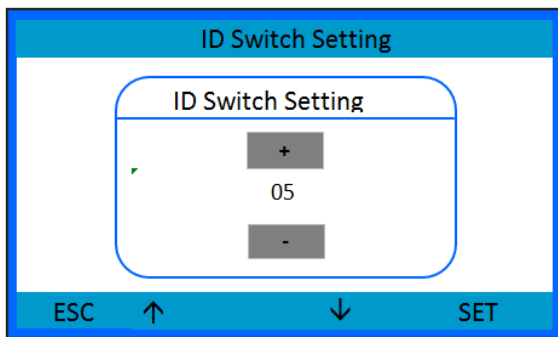 ID Switch Setting
ID Switch Setting
+
05
-
ESC ↑ ↓ SET